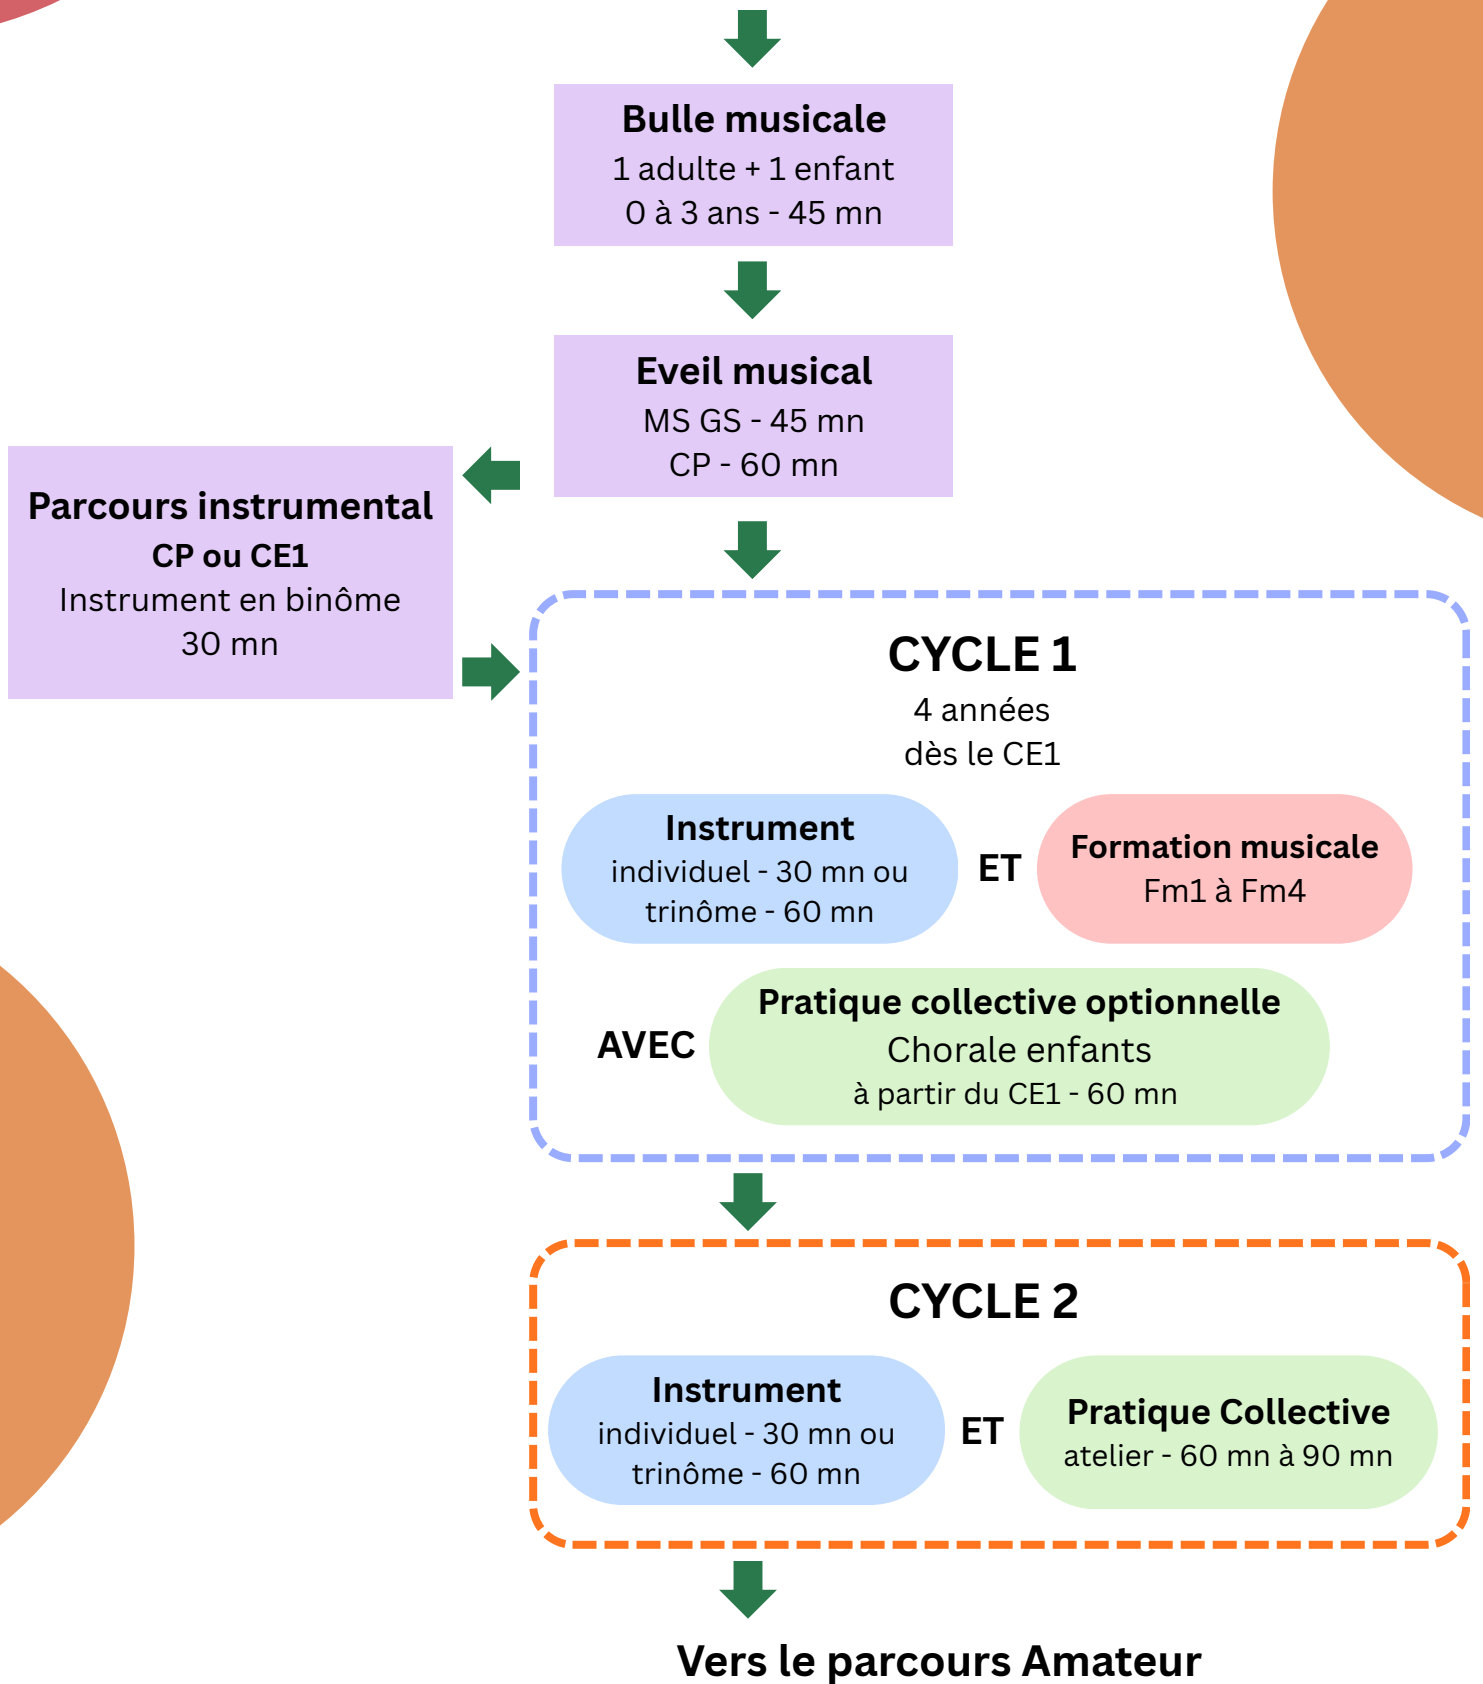 Bulle musicale
1 adulte + 1 enfant
0 à 3 ans - 45 mn
Eveil musical
MS GS - 45 mn
CP - 60 mn
Parcours instrumental
CP ou CE1
Instrument en binôme
30 mn
CYCLE 1
4 années
dès le CE1
Instrument
individuel - 30 mn ou
trinôme - 60 mn
ET
Formation musicale
Fm1 à Fm4
AVEC
Pratique collective optionnelle
Chorale enfants
à partir du CE1 - 60 mn
CYCLE 2
Instrument
individuel - 30 mn ou
trinôme - 60 mn
ET
Pratique Collective
atelier - 60 mn à 90 mn
Vers le parcours Amateur